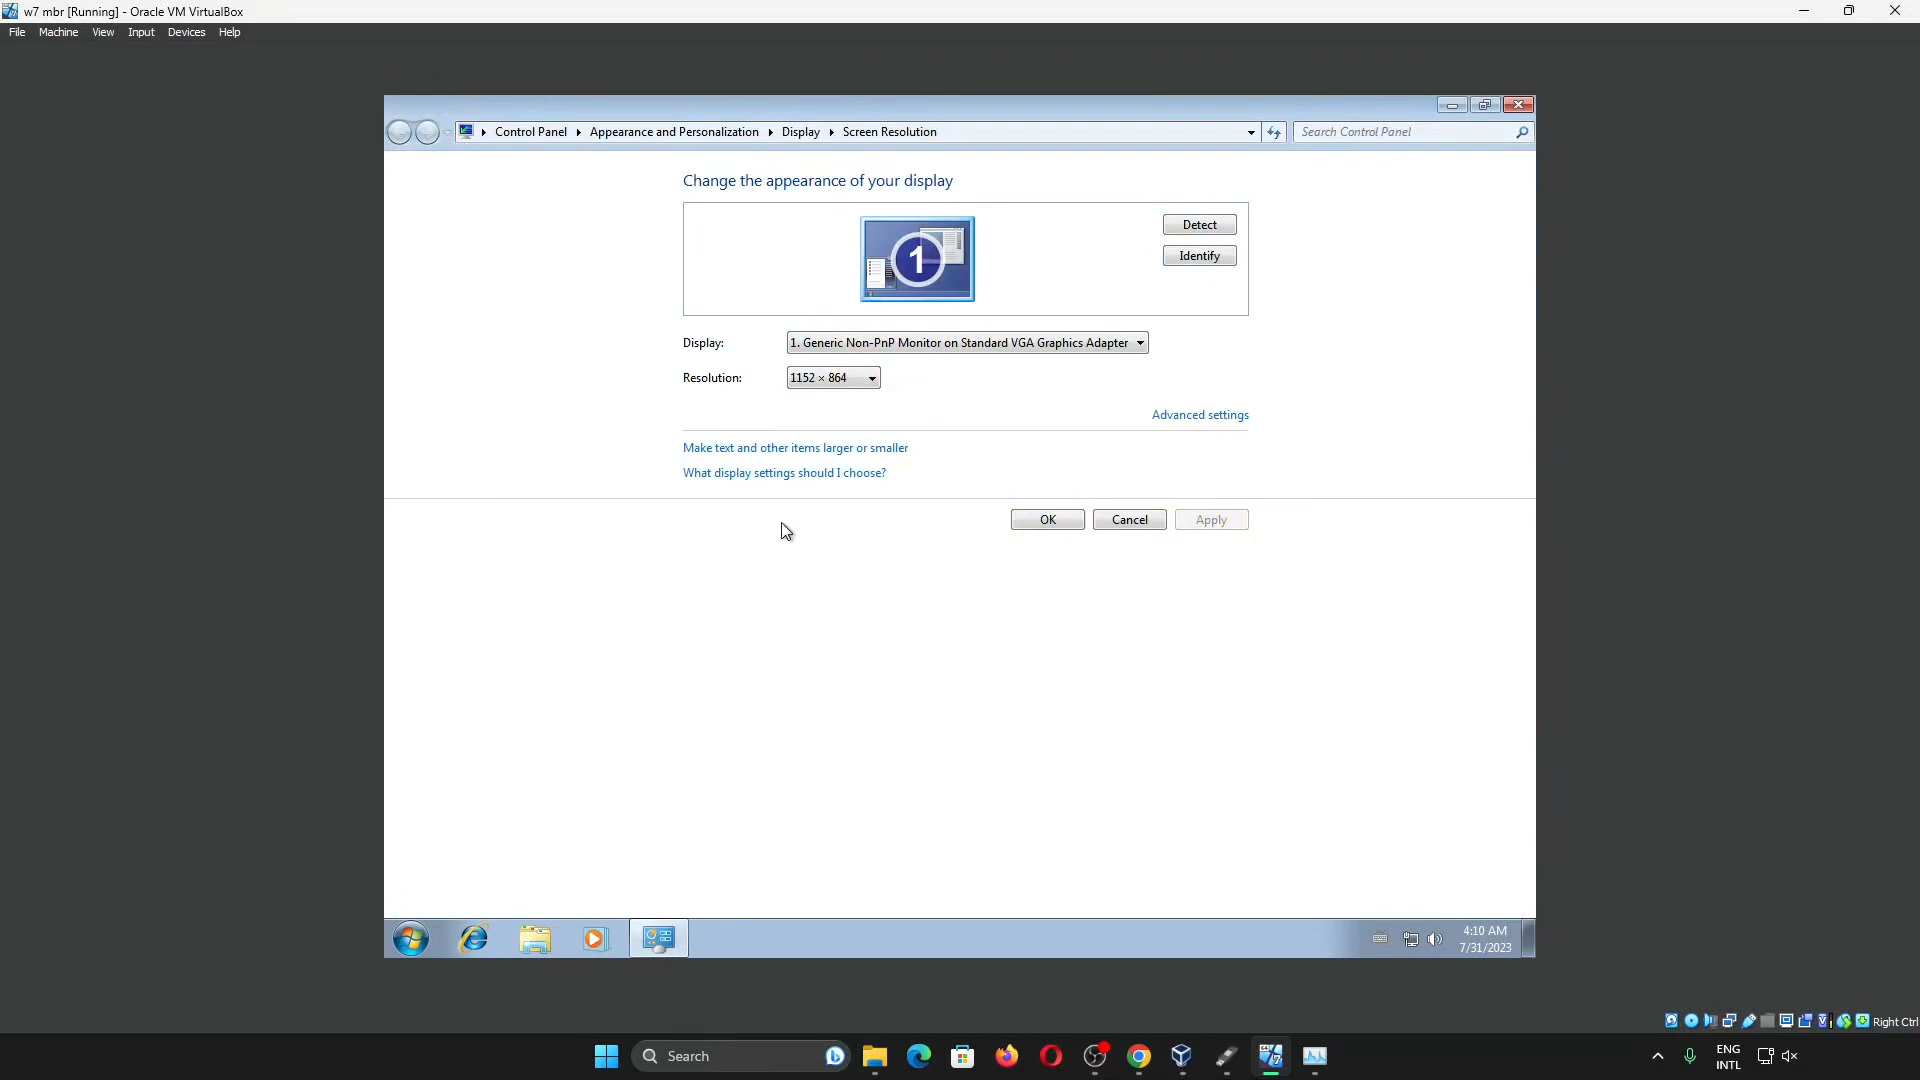 w7 mbr [Running] - Oracle VM VirtualBox
File Machine View Input Devices Help
Control Panel Appearance and Personalization Display Screen Resolution Search Control Panel
Change the appearance of your display
1
Detect
Identify
Display: 1. Generic Non-PnP Monitor on Standard VGA Graphics Adapter
Resolution: 1152 × 864
Advanced settings
Make text and other items larger or smaller
What display settings should I choose?
OK Cancel Apply
4:10 AM
7/31/2023
Right Ctrl
Search
ENG
INTL